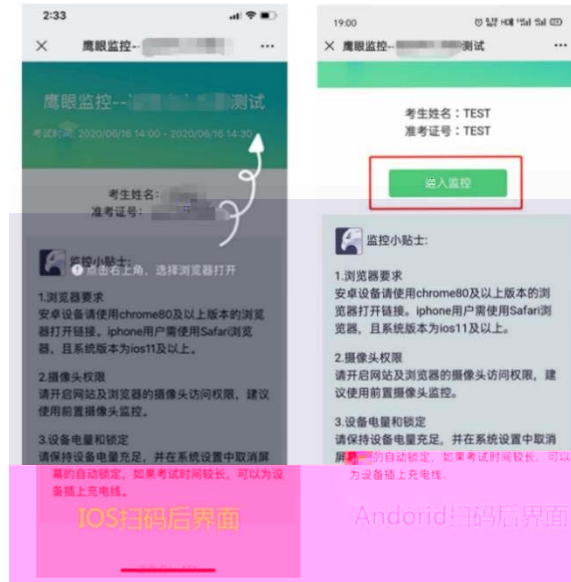 2:33
鹰眼监控--
鹰眼监控-- 测试
考试时间: 2020/06/16 14:00 - 2020/06/16 14:30
考生姓名:
准考证号:
监控小贴士:
点击右上角，选择浏览器打开
1.浏览器要求
安卓设备请使用chrome80及以上版本的浏览
器打开链接。iphone用户需使用Safari浏览
器，且系统版本为ios11及以上。
2.摄像头权限
请开启网站及浏览器的摄像头访问权限，建议
使用前置摄像头监控。
3.设备电量和锁定
请保持设备电量充足，并在系统设置中取消屏
幕的自动锁定，如果考试时间较长，可以为设
备插上充电线。
IOS扫码后界面
19:00
鹰眼监控-- 测试
考生姓名：TEST
准考证号：TEST
进入监控
监控小贴士:
1.浏览器要求
安卓设备请使用chrome80及以上版本的浏
览器打开链接。iphone用户需使用Safari浏
览器，且系统版本为ios11及以上。
2.摄像头权限
请开启网站及浏览器的摄像头访问权限，建
议使用前置摄像头监控。
3.设备电量和锁定
请保持设备电量充足，并在系统设置中取消
屏幕的自动锁定，如果考试时间较长，可以
为设备插上充电线.
Andorid扫码后界面